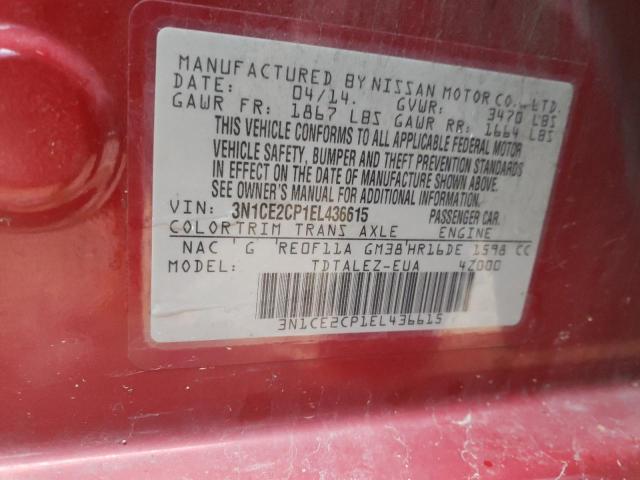 MANUFACTURED BY NISSAN MOTOR CO., LTD.
DATE: 04/14. GVWR: 3470 LBS
GAWR FR: 1867 LBS GAWR RR: 1664 LBS
THIS VEHICLE CONFORMS TO ALL APPLICABLE FEDERAL MOTOR
VEHICLE SAFETY, BUMPER AND THEFT PREVENTION STANDARDS
IN EFFECT ON THE DATE OF MANUFACTURE SHOWN ABOVE.
SEE OWNER'S MANUAL FOR ADDITIONAL INFORMATION.
VIN: 3N1CE2CP1EL436615 PASSENGER CAR
COLORTRIM TRANS AXLE ENGINE
NAC 'G 'RE0F11A GM38'HR16DE 1598 CC
MODEL: TDTALEZ-EUA 4Z000
3N1CE2CP1EL436615